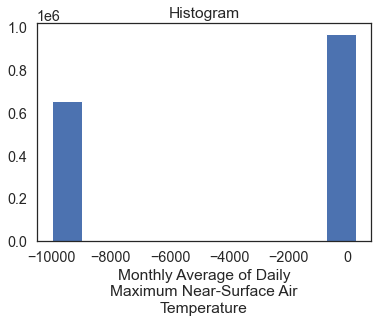 Histogram
1e6
1.0
0.8
0.6
0.4
0.2
0.0
−10000 −8000 −6000 −4000 −2000 0
Monthly Average of Daily
Maximum Near-Surface Air
Temperature